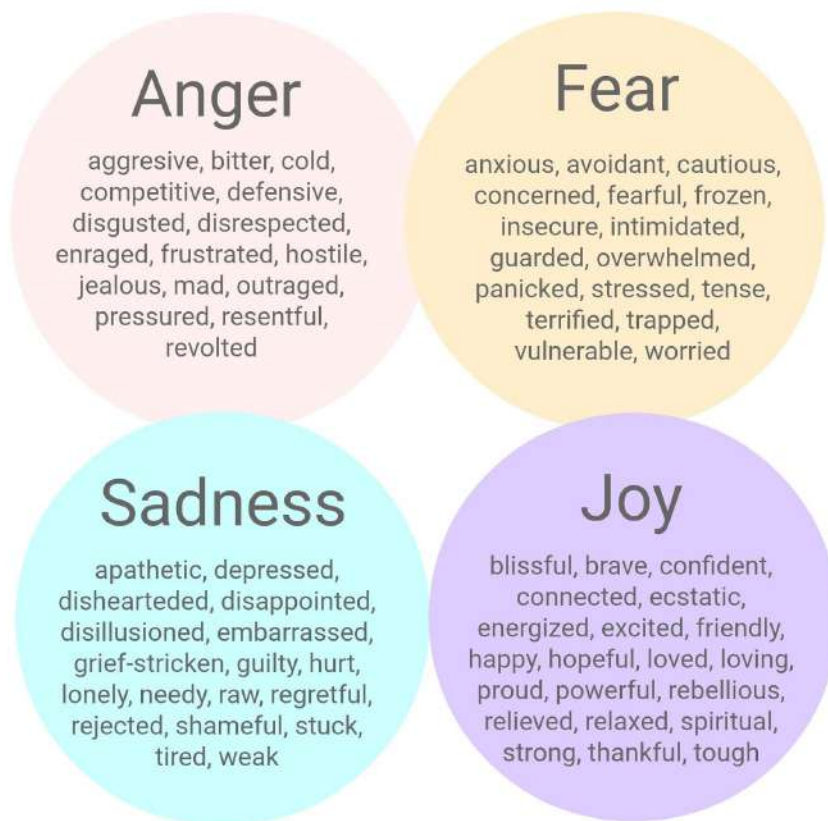 Anger
aggresive, bitter, cold,
competitive, defensive,
disgusted, disrespected,
enraged, frustrated, hostile,
jealous, mad, outraged,
pressured, resentful,
revolted
Fear
anxious, avoidant, cautious,
concerned, fearful, frozen,
insecure, intimidated,
guarded, overwhelmed,
panicked, stressed, tense,
terrified, trapped,
vulnerable, worried
Sadness
apathetic, depressed,
dishearteded, disappointed,
disillusioned, embarrassed,
grief-stricken, guilty, hurt,
lonely, needy, raw, regretful,
rejected, shameful, stuck,
tired, weak
Joy
blissful, brave, confident,
connected, ecstatic,
energized, excited, friendly,
happy, hopeful, loved, loving,
proud, powerful, rebellious,
relieved, relaxed, spiritual,
strong, thankful, tough